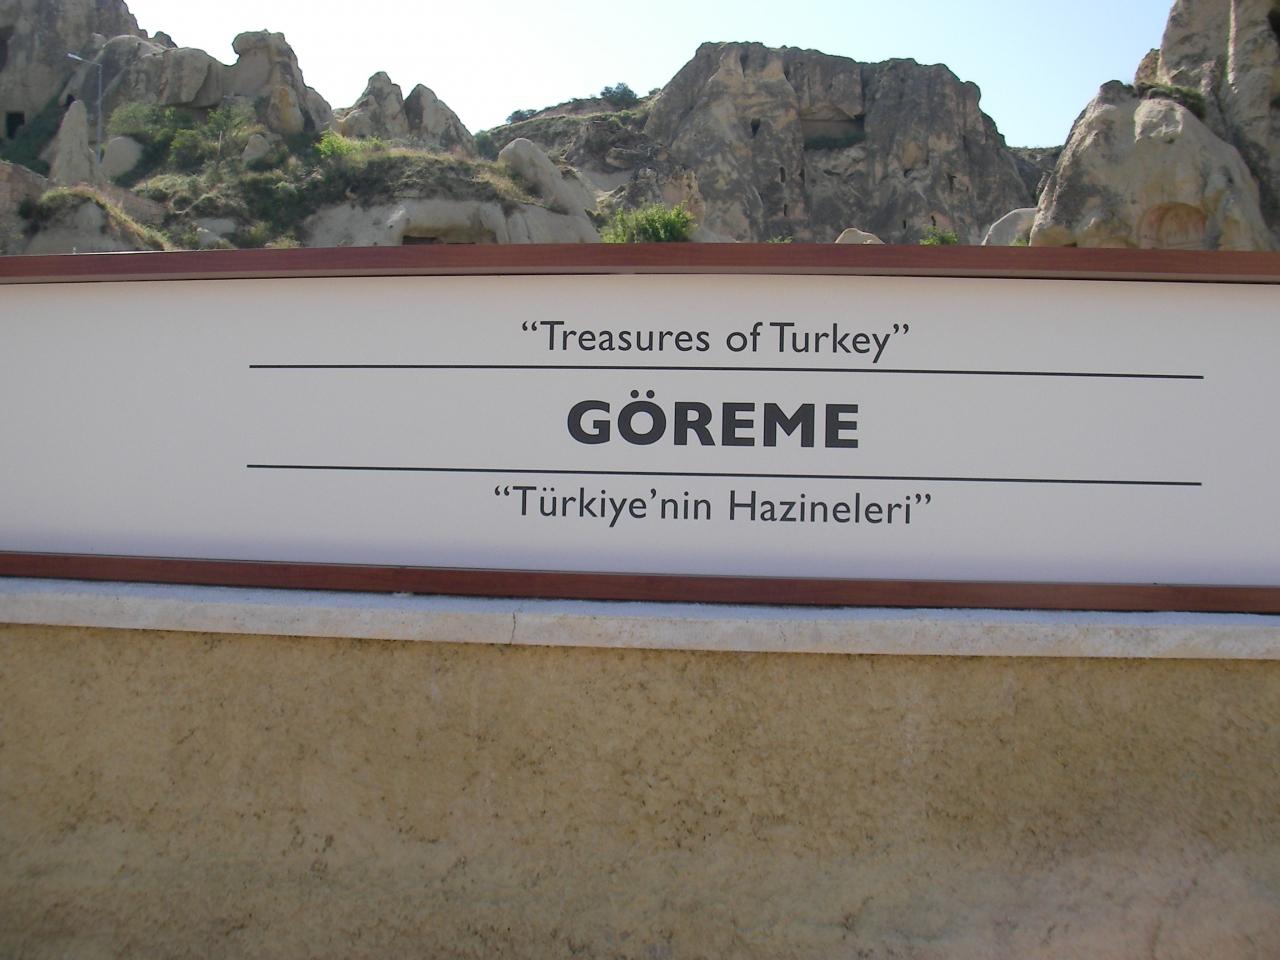 “Treasures of Turkey”
GÖREME
“Türkiye’nin Hazineleri”